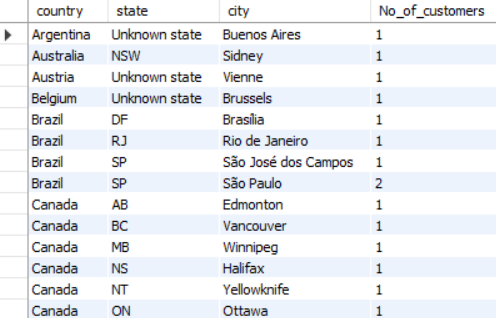 country state city No_of_customers
Argentina Unknown state Buenos Aires 1
Australia NSW Sidney 1
Austria Unknown state Vienne 1
Belgium Unknown state Brussels 1
Brazil DF Brasília 1
Brazil RJ Rio de Janeiro 1
Brazil SP São José dos Campos 1
Brazil SP São Paulo 2
Canada AB Edmonton 1
Canada BC Vancouver 1
Canada MB Winnipeg 1
Canada NS Halifax 1
Canada NT Yellowknife 1
Canada ON Ottawa 1